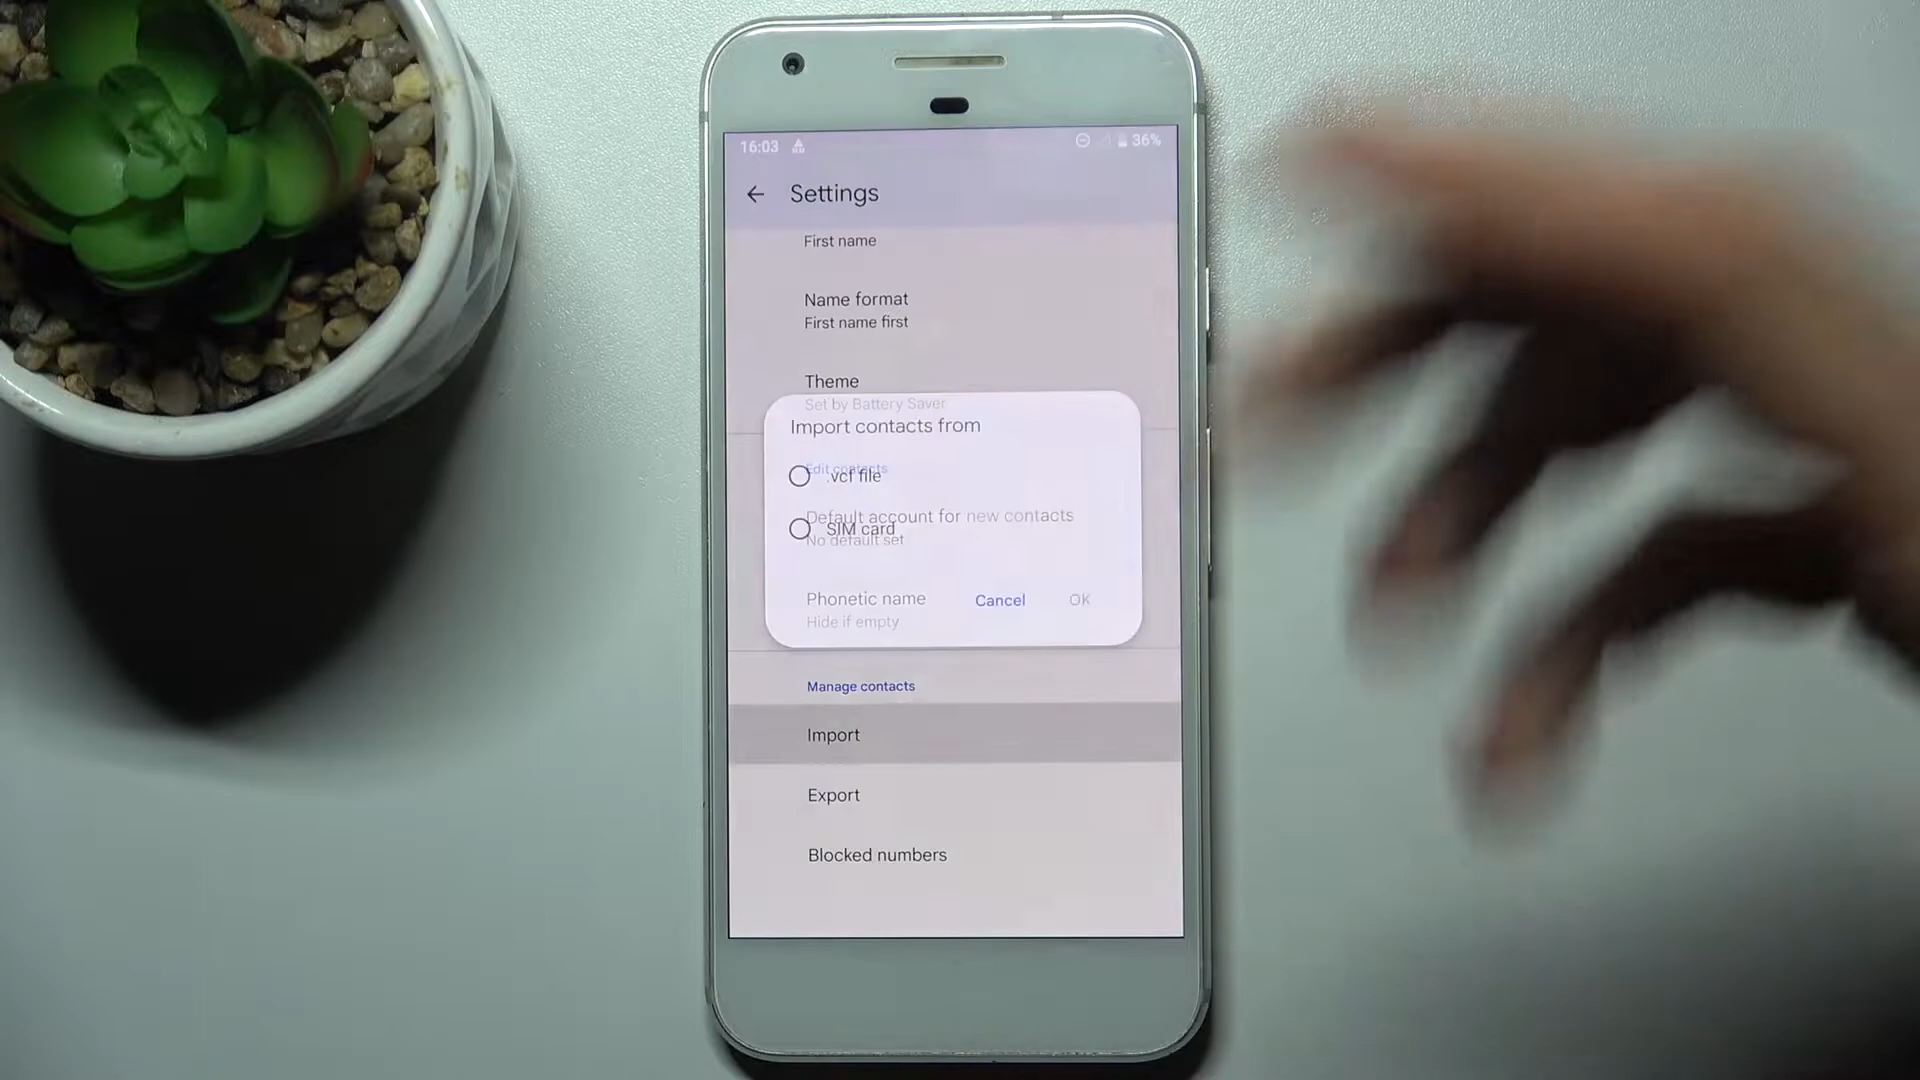 16:03 36%
Settings
First name
Name format
First name first
Theme
Set by Battery Saver
Import contacts from
Edit contacts
.vcf file
Default account for new contacts
SIM card
No default set
Phonetic name
Cancel OK
Hide if empty
Manage contacts
Import
Export
Blocked numbers